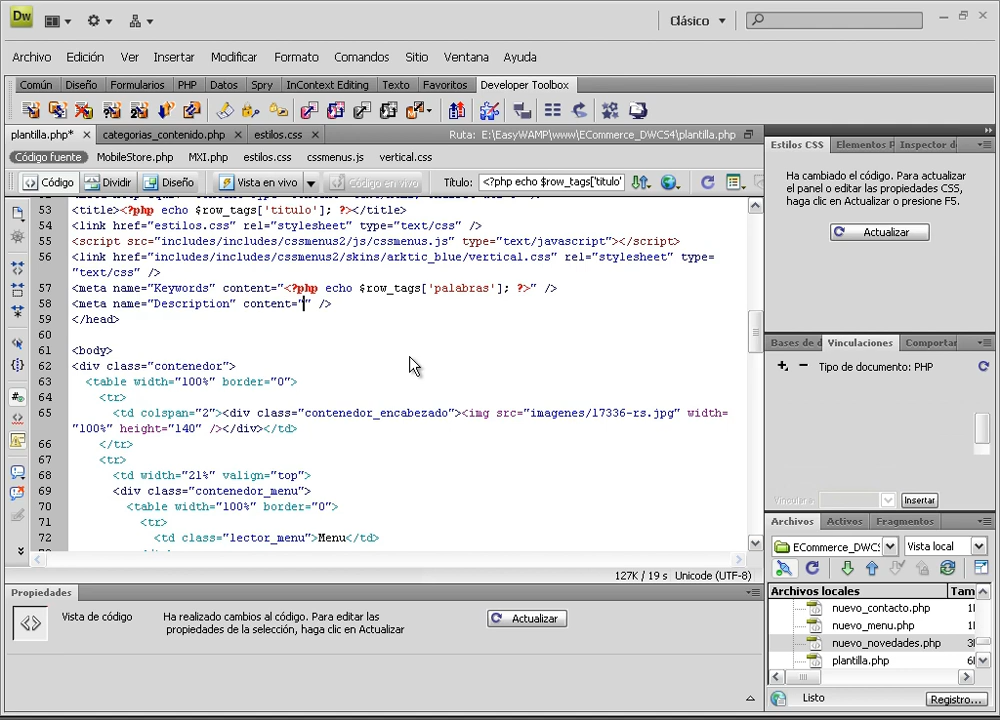 Dw
Clásico
Archivo Edición Ver Insertar Modificar Formato Comandos Sitio Ventana Ayuda
Común Diseño Formularios PHP Datos Spry InContext Editing Texto Favoritos Developer Toolbox
plantilla.php* categorias_contenido.php estilos.css Ruta: E:\EasyWAMP\www\ECommerce_DWCS4\plantilla.php
Código fuente MobileStore.php MXI.php estilos.css cssmenus.js vertical.css
Código Dividir Diseño Vista en vivo Código en vivo Título: <?php echo $row_tags['titulo'
53 <title><?php echo $row_tags['titulo']; ?></title>
54 <link href="estilos.css" rel="stylesheet" type="text/css" />
55 <script src="includes/includes/cssmenus2/js/cssmenus.js" type="text/javascript"></script>
56 <link href="includes/includes/cssmenus2/skins/arktic_blue/vertical.css" rel="stylesheet" type=
"text/css" />
57 <meta name="Keywords" content="<?php echo $row_tags['palabras']; ?>" />
58 <meta name="Description" content="" />
59 </head>
60
61 <body>
62 <div class="contenedor">
63 <table width="100%" border="0">
64 <tr>
65 <td colspan="2"><div class="contenedor_encabezado"><img src="imagenes/17336-rs.jpg" width=
"100%" height="140" /></div></td>
66 </tr>
67 <tr>
68 <td width="21%" valign="top">
69 <div class="contenedor_menu">
70 <table width="100%" border="0">
71 <tr>
72 <td class="lector_menu">Menu</td>
127K / 19 s Unicode (UTF-8)
Propiedades
Vista de código
Ha realizado cambios al código. Para editar las
propiedades de la selección, haga clic en Actualizar
Actualizar
Estilos CSS Elementos P Inspector d
Ha cambiado el código. Para actualizar
el panel o editar las propiedades CSS,
haga clic en Actualizar o presione F5.
Actualizar
Bases de d Vinculaciones Comportar
Tipo de documento: PHP
Vincular a Insertar
Archivos Activos Fragmentos
ECommerce_DWCS Vista local
Archivos locales Tam
nuevo_contacto.php
nuevo_menu.php
nuevo_novedades.php
plantilla.php
Listo Registro...